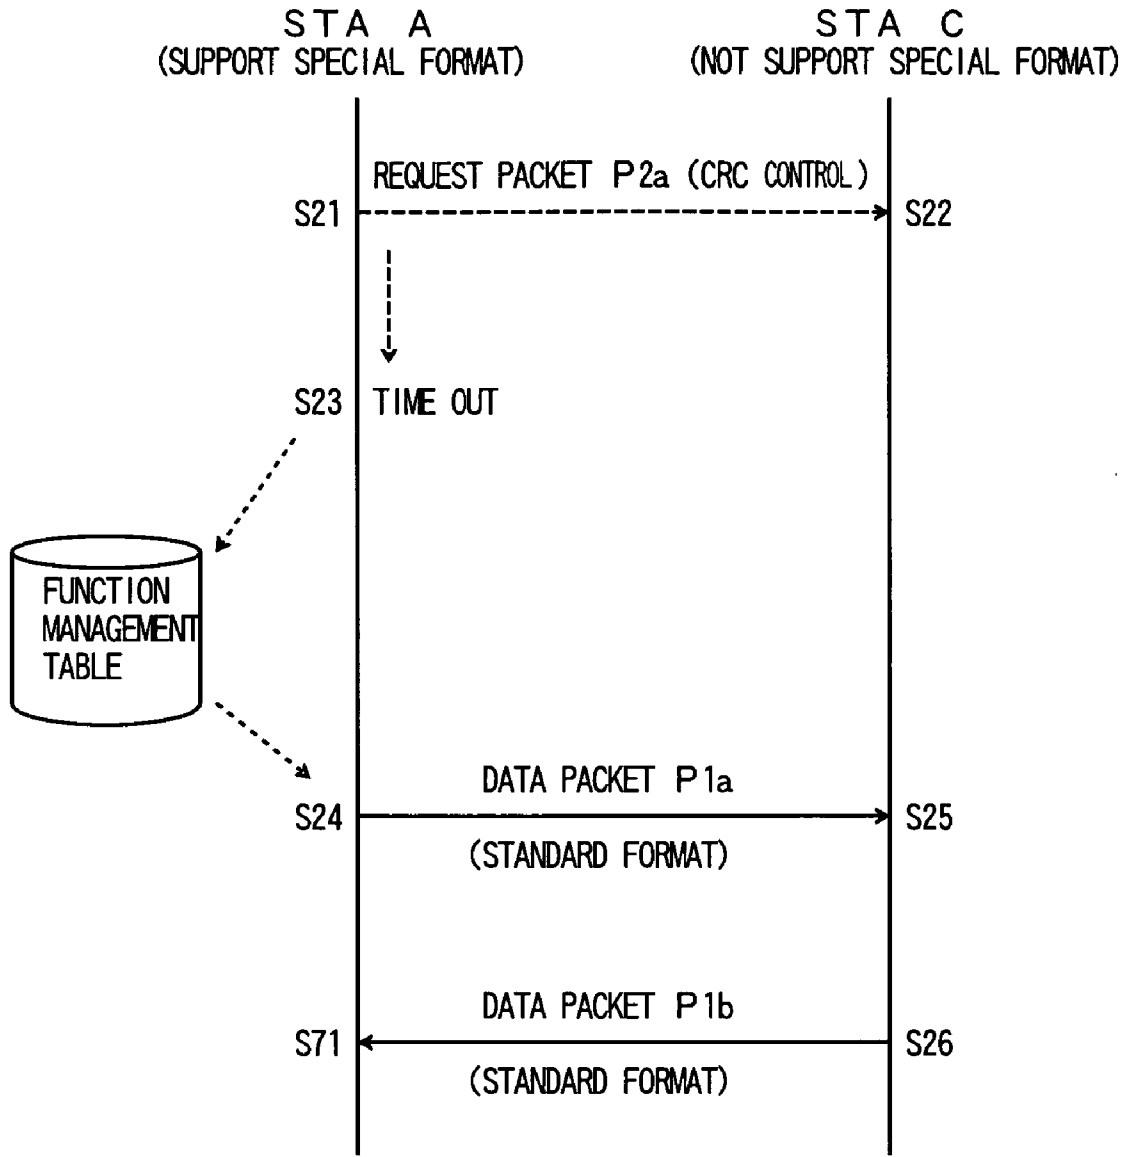 STA A
(SUPPORT SPECIAL FORMAT)
STA C
(NOT SUPPORT SPECIAL FORMAT)
REQUEST PACKET P2a (CRC CONTROL)
S21
S22
S23
TIME OUT
FUNCTION
MANAGEMENT
TABLE
DATA PACKET P1a
S24
S25
(STANDARD FORMAT)
DATA PACKET P1b
S71
S26
(STANDARD FORMAT)